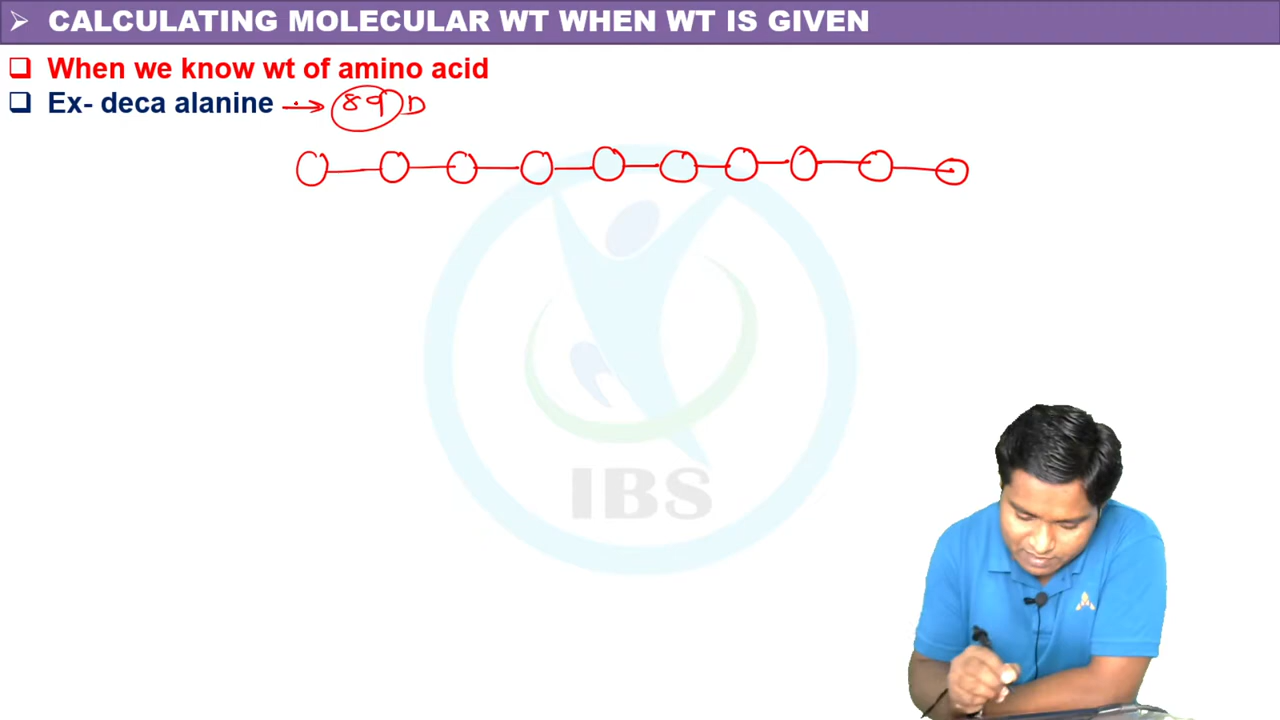 CALCULATING MOLECULAR WT WHEN WT IS GIVEN
When we know wt of amino acid
Ex- deca alanine → 89 D
IBS